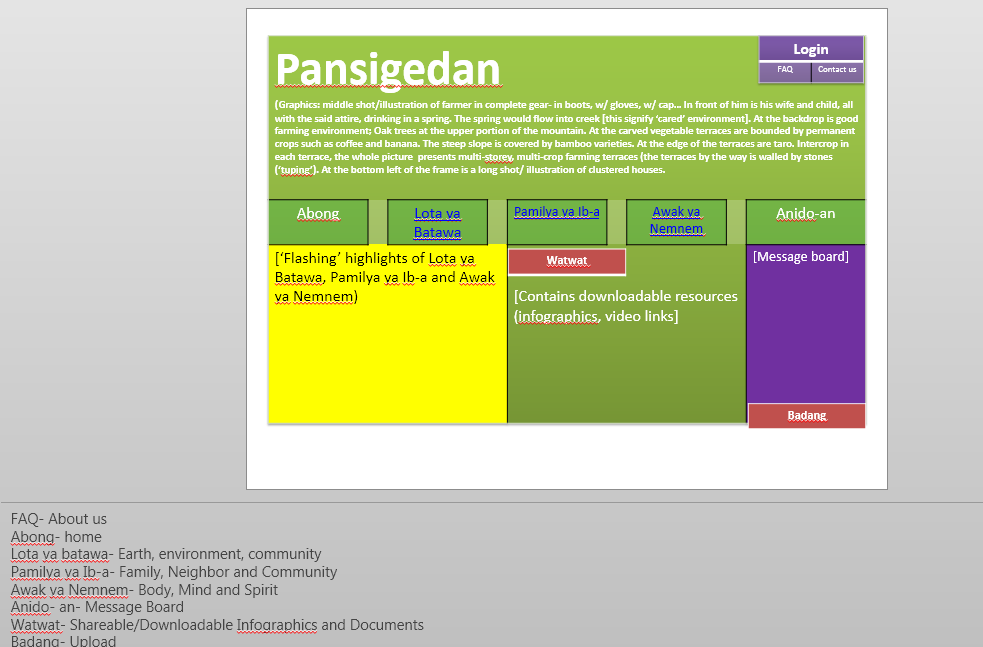 Pansigedan
Login
FAQ
Contact us
(Graphics: middle shot/illustration of farmer in complete gear- in boots, w/ gloves, w/ cap... In front of him is his wife and child, all
with the said attire, drinking in a spring. The spring would flow into creek [this signify ‘cared’ environment]. At the backdrop is good
farming environment; Oak trees at the upper portion of the mountain. At the carved vegetable terraces are bounded by permanent
crops such as coffee and banana. The steep slope is covered by bamboo varieties. At the edge of the terraces are taro. Intercrop in
each terrace, the whole picture presents multi-storey, multi-crop farming terraces (the terraces by the way is walled by stones
(‘tuping’). At the bottom left of the frame is a long shot/ illustration of clustered houses.
Abong
Lota ya
Batawa
Pamilya ya Ib-a
Awak ya
Nemnem
Anido-an
[‘Flashing’ highlights of Lota ya
Batawa, Pamilya ya Ib-a and Awak
ya Nemnem)
Watwat
[Contains downloadable resources
(infographics, video links]
[Message board]
Badang
FAQ- About us
Abong- home
Lota ya batawa- Earth, environment, community
Pamilya ya Ib-a- Family, Neighbor and Community
Awak ya Nemnem- Body, Mind and Spirit
Anido- an- Message Board
Watwat- Shareable/Downloadable Infographics and Documents
Badang- Upload